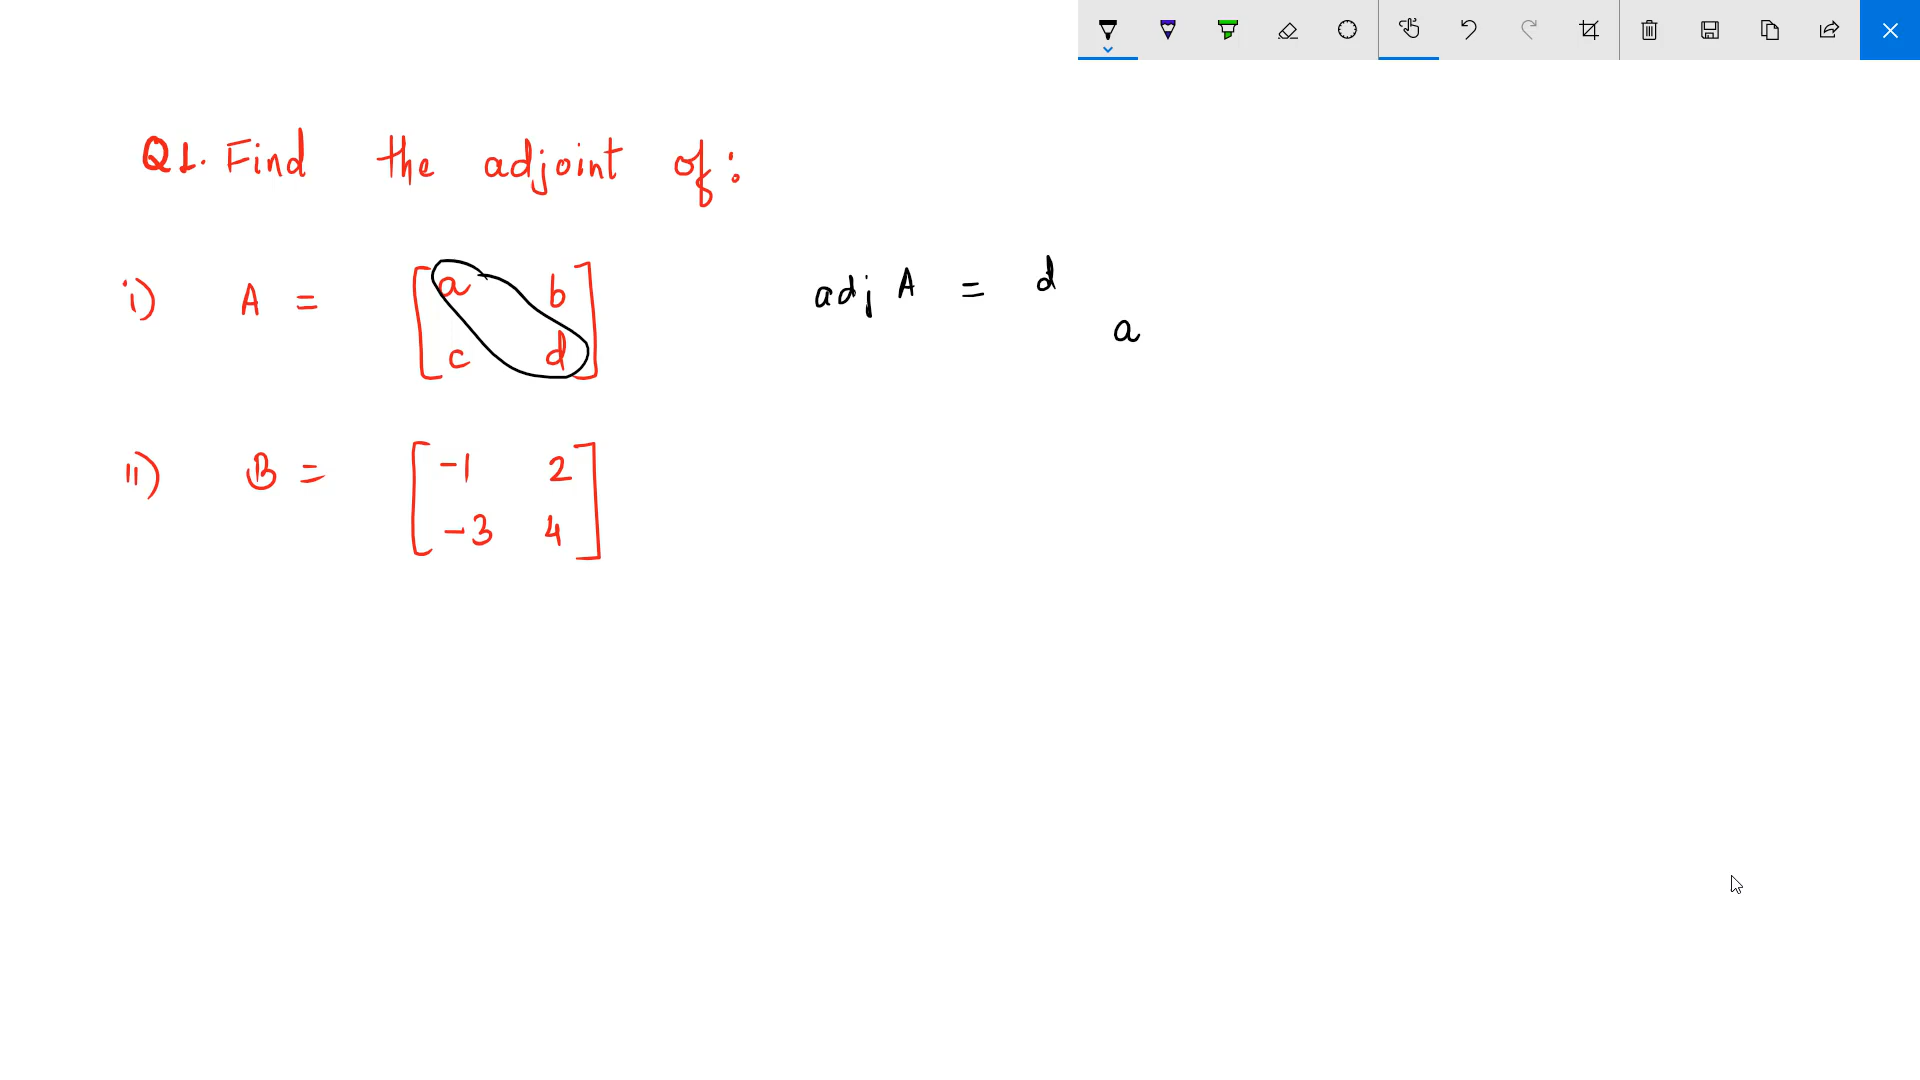 Q1. Find the adjoint of:
i) A = [a b
c d]
adj A = d
a
ii) B = [-1 2
-3 4]